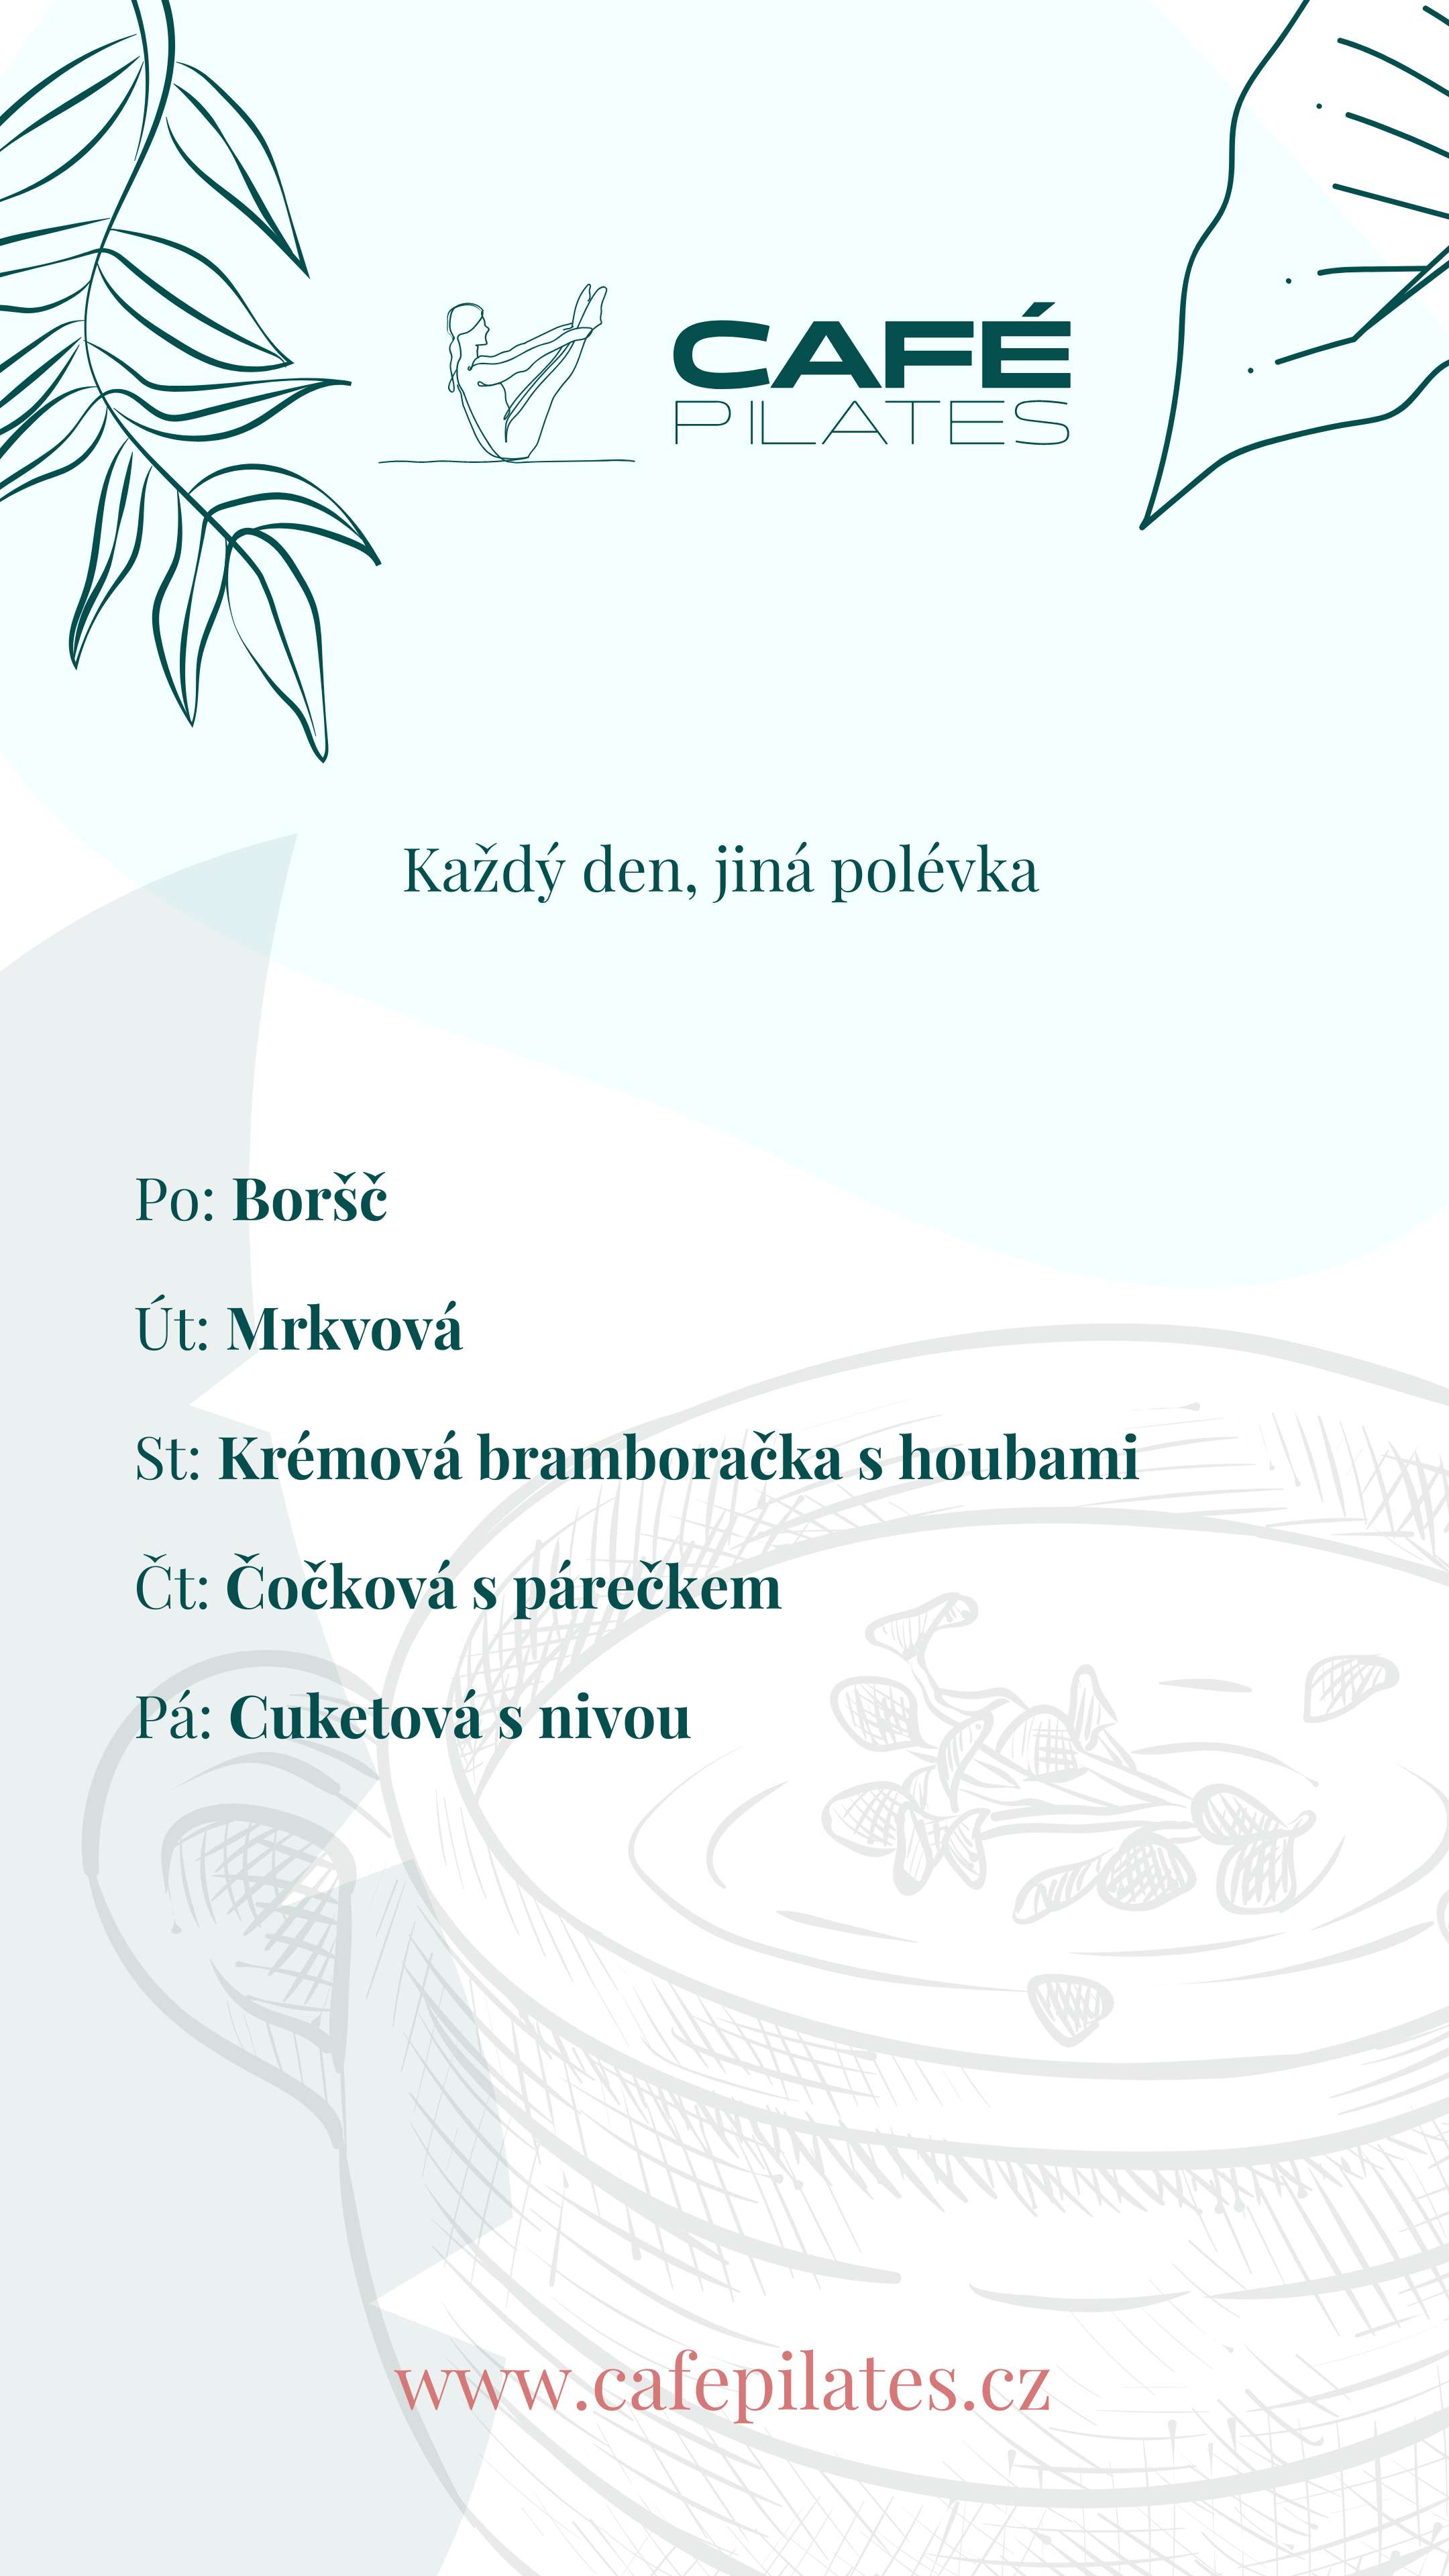 CAFÉ
PILATES
Každý den, jiná polévka
Po: Boršč
Út: Mrkvová
St: Krémová bramboračka s houbami
Čt: Čočková s párečkem
Pá: Cuketová s nivou
www.cafepilates.cz